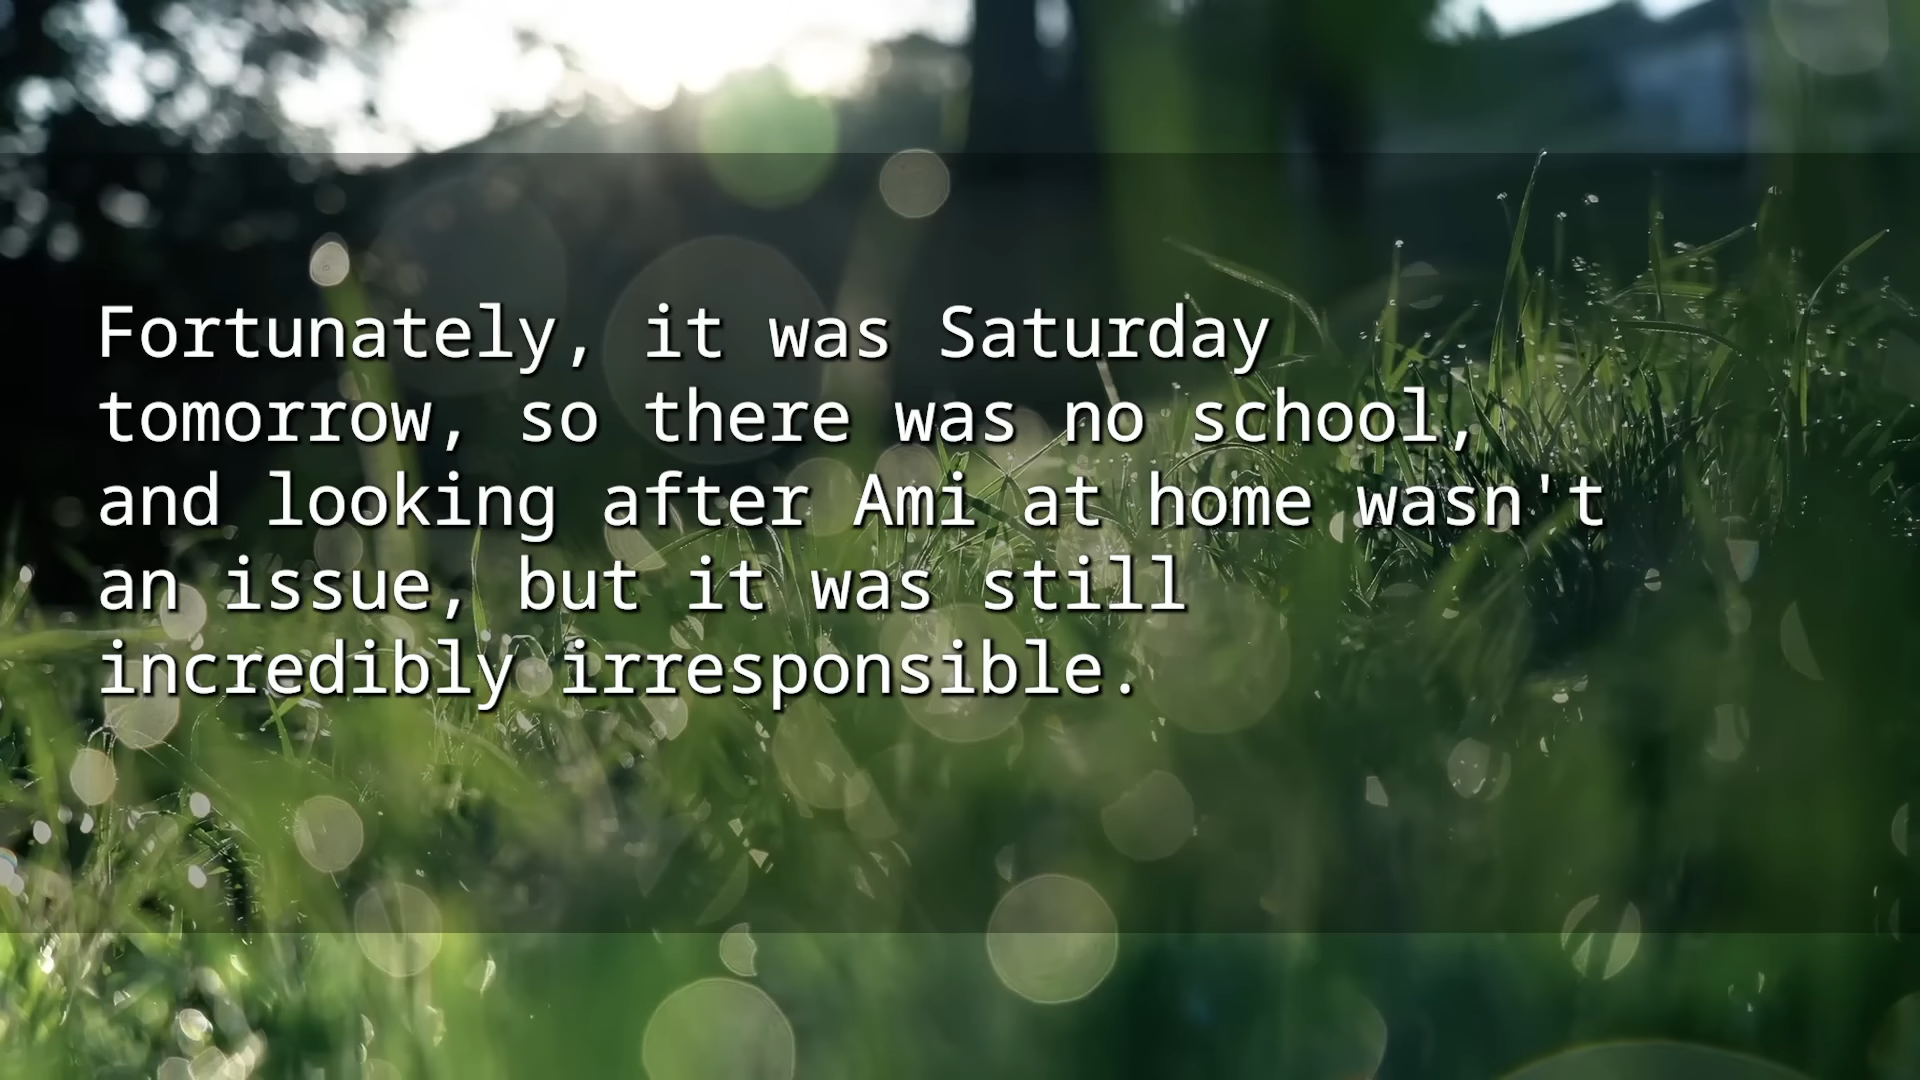 Fortunately, it was Saturday
tomorrow, so there was no school,
and looking after Ami at home wasn't
an issue, but it was still
incredibly irresponsible.